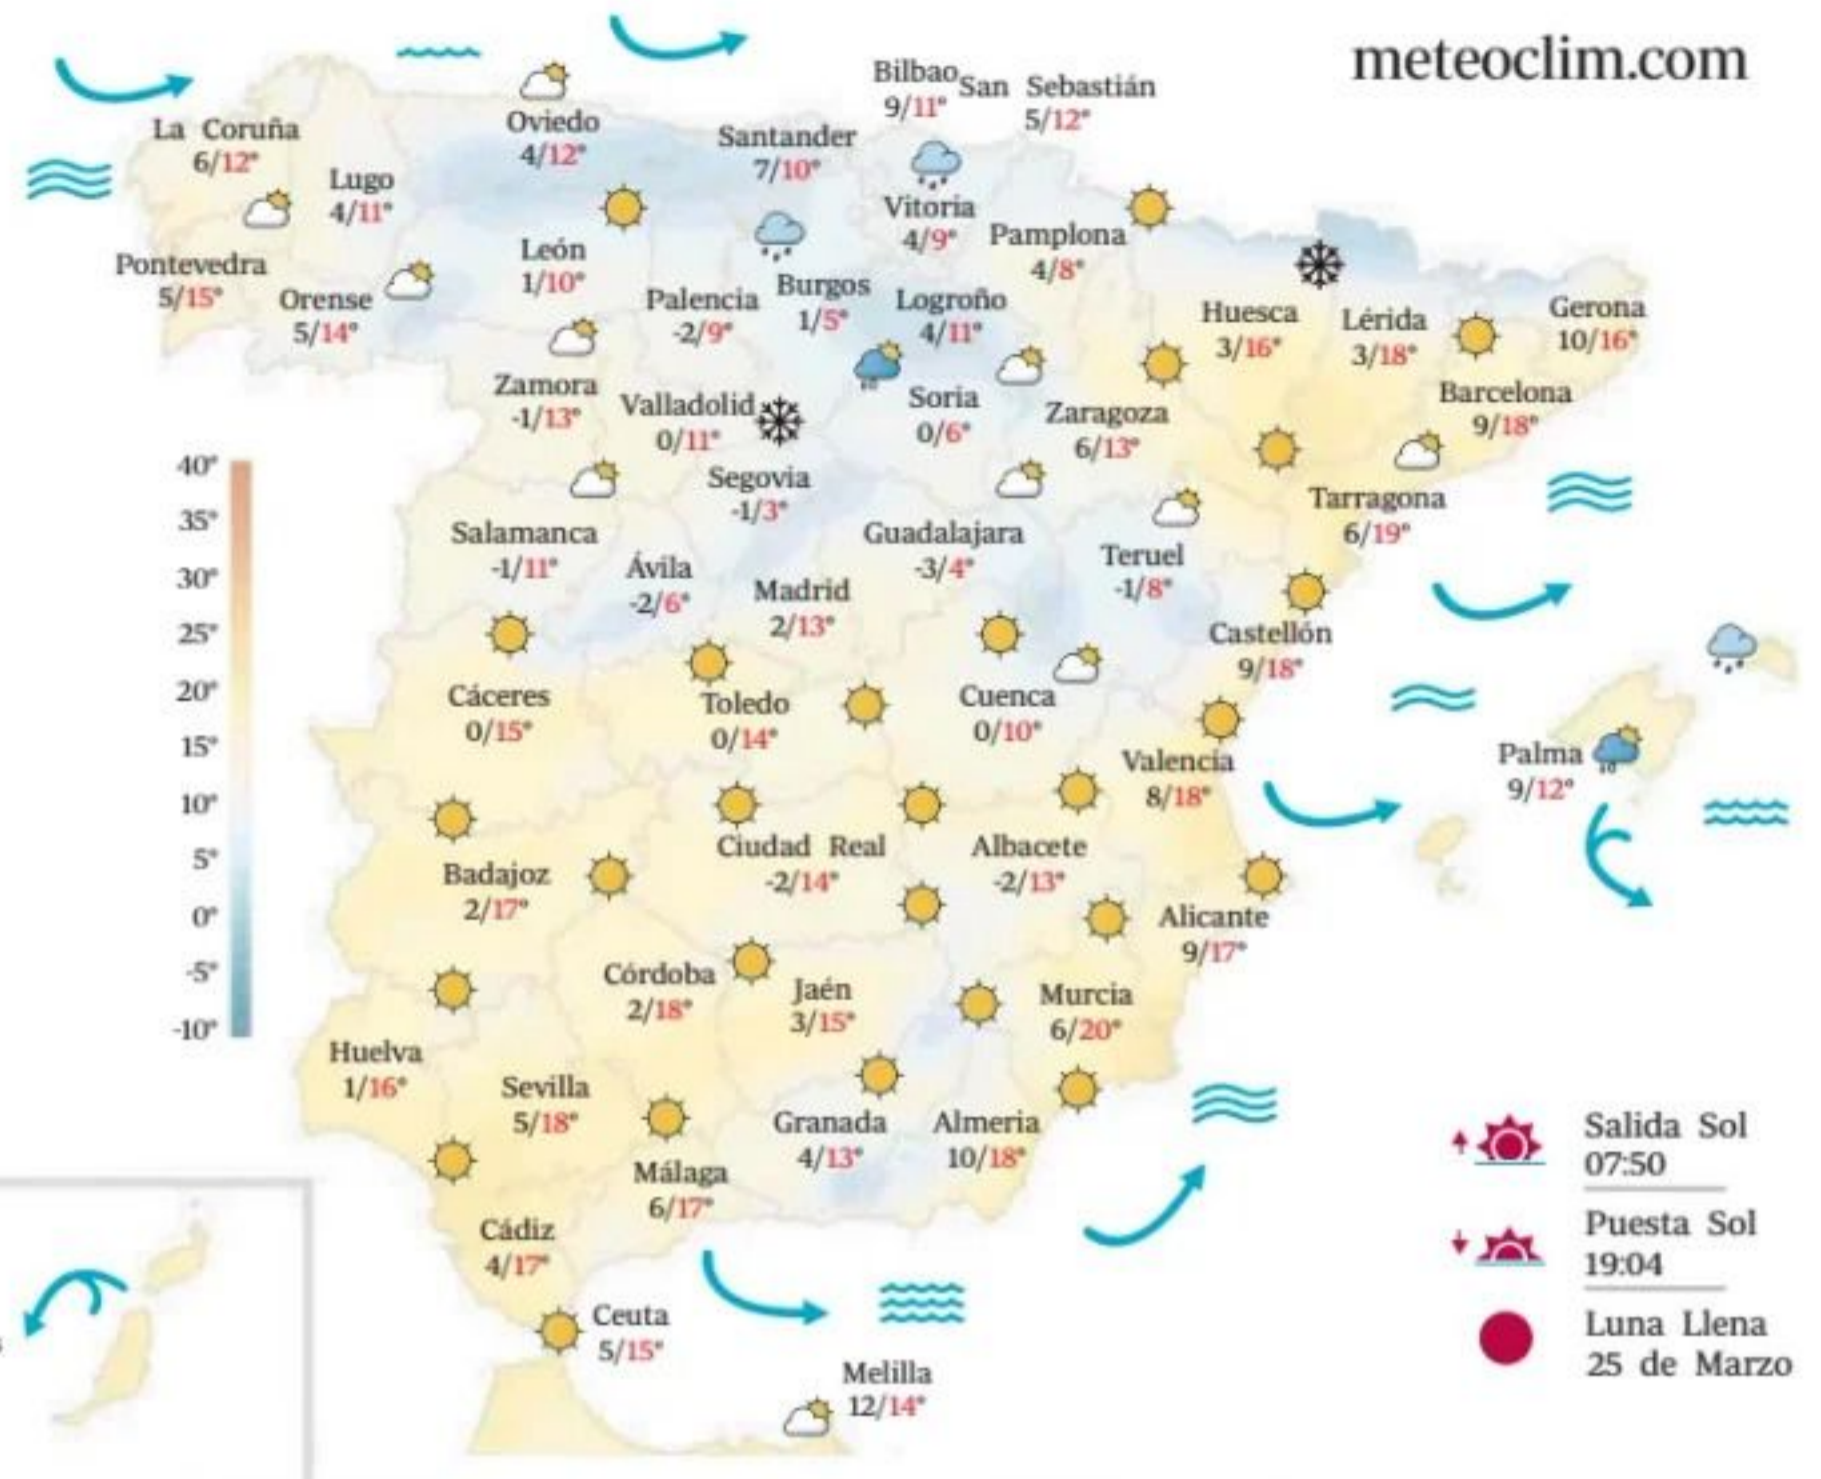 meteoclim.com
Bilbao
9/11°
San Sebastián
5/12°
La Coruña
6/12°
Oviedo
4/12°
Santander
7/10°
Lugo
4/11°
Vitoria
4/9°
Pamplona
4/8°
Pontevedra
5/15°
Orense
5/14°
León
1/10°
Palencia
-2/9°
Burgos
1/5°
Logroño
4/11°
Huesca
3/16°
Lérida
3/18°
Gerona
10/16°
Zamora
-1/13°
Valladolid
0/11°
Soria
0/6°
Zaragoza
6/13°
Barcelona
9/18°
Segovia
-1/3°
Tarragona
6/19°
Salamanca
-1/11°
Ávila
-2/6°
Madrid
2/13°
Guadalajara
-3/4°
Teruel
-1/8°
Castellón
9/18°
Cáceres
0/15°
Toledo
0/14°
Cuenca
0/10°
Valencia
8/18°
Palma
9/12°
Badajoz
2/17°
Ciudad Real
-2/14°
Albacete
-2/13°
Alicante
9/17°
Córdoba
2/18°
Jaén
3/15°
Murcia
6/20°
Huelva
1/16°
Sevilla
5/18°
Granada
4/13°
Almeria
10/18°
Málaga
6/17°
Cádiz
4/17°
Ceuta
5/15°
Melilla
12/14°
40°
35°
30°
25°
20°
15°
10°
5°
0°
-5°
-10°
Salida Sol
07:50
Puesta Sol
19:04
Luna Llena
25 de Marzo